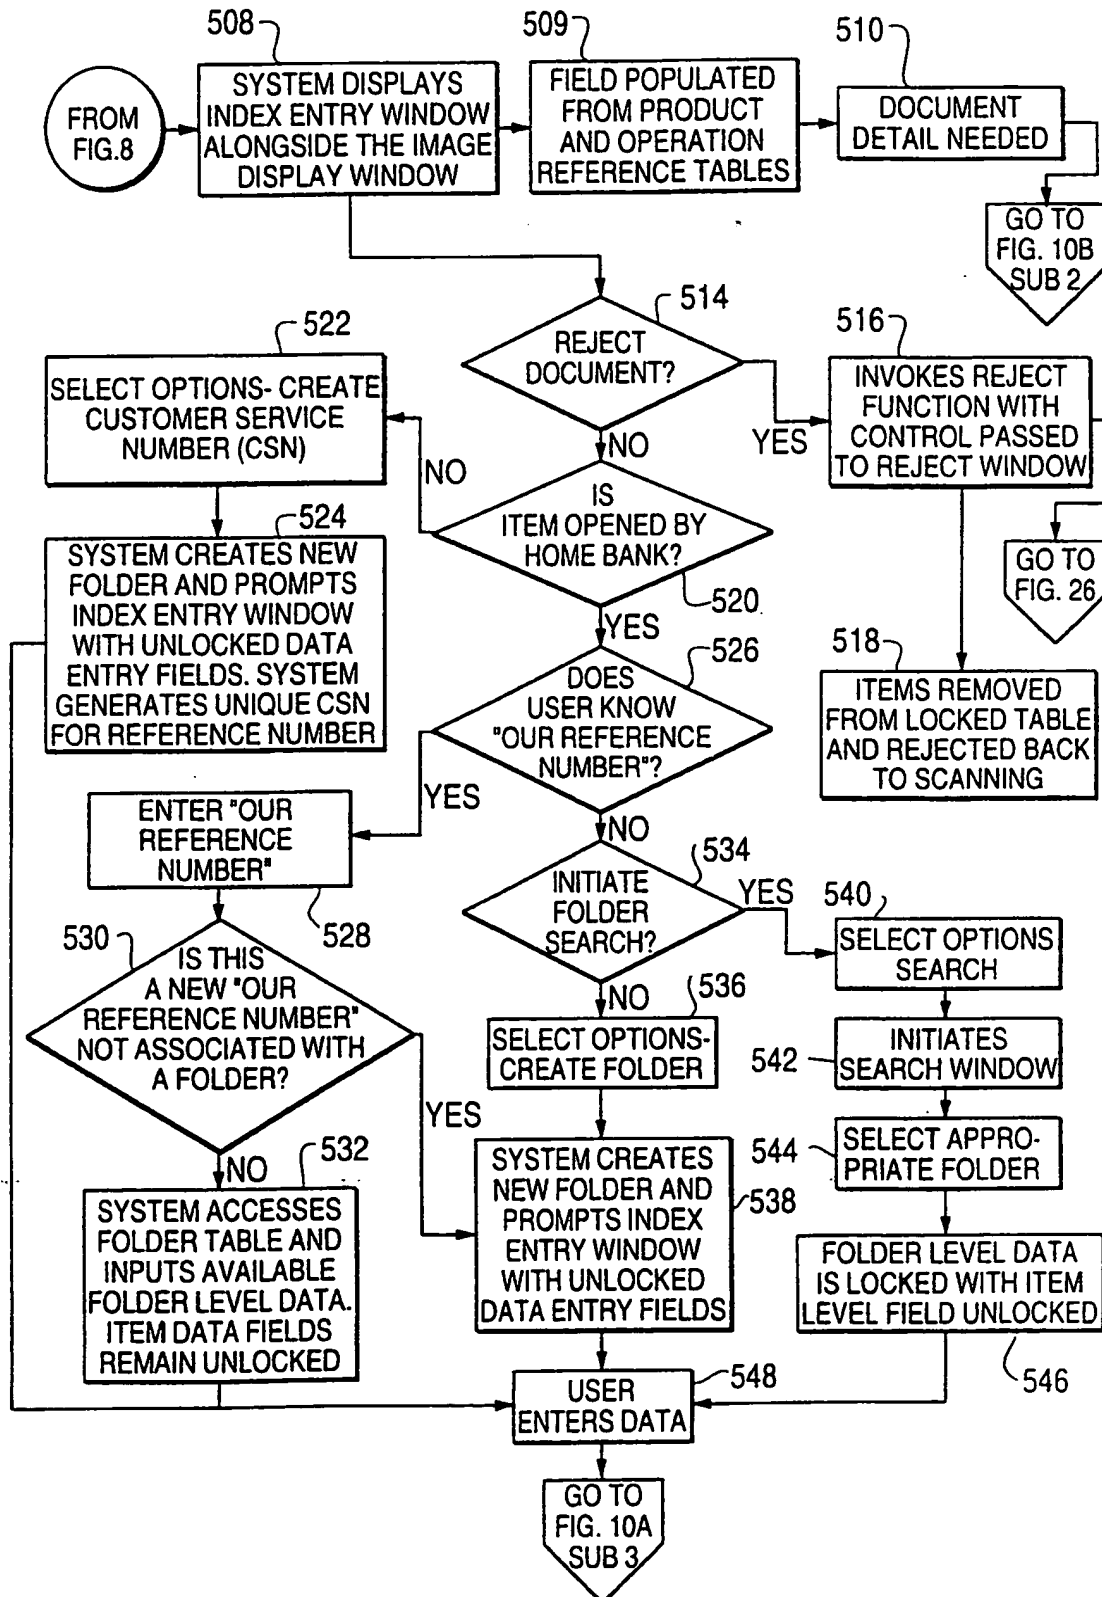 508
509
510
FROM
FIG.8
SYSTEM DISPLAYS
INDEX ENTRY WINDOW
ALONGSIDE THE IMAGE
DISPLAY WINDOW
FIELD POPULATED
FROM PRODUCT
AND OPERATION
REFERENCE TABLES
DOCUMENT
DETAIL NEEDED
GO TO
FIG. 10B
SUB 2
514
REJECT
DOCUMENT?
YES
NO
516
INVOKES REJECT
FUNCTION WITH
CONTROL PASSED
TO REJECT WINDOW
GO TO
FIG. 26
518
ITEMS REMOVED
FROM LOCKED TABLE
AND REJECTED BACK
TO SCANNING
522
SELECT OPTIONS- CREATE
CUSTOMER SERVICE
NUMBER (CSN)
NO
IS
ITEM OPENED BY
HOME BANK?
520
YES
524
SYSTEM CREATES NEW
FOLDER AND PROMPTS
INDEX ENTRY WINDOW
WITH UNLOCKED DATA
ENTRY FIELDS. SYSTEM
GENERATES UNIQUE CSN
FOR REFERENCE NUMBER
526
DOES
USER KNOW
"OUR REFERENCE
NUMBER"?
YES
NO
ENTER "OUR
REFERENCE
NUMBER"
528
530
IS THIS
A NEW "OUR
REFERENCE NUMBER"
NOT ASSOCIATED WITH
A FOLDER?
YES
NO
532
SYSTEM ACCESSES
FOLDER TABLE AND
INPUTS AVAILABLE
FOLDER LEVEL DATA.
ITEM DATA FIELDS
REMAIN UNLOCKED
534
INITIATE
FOLDER
SEARCH?
YES
NO
536
SELECT OPTIONS-
CREATE FOLDER
SYSTEM CREATES
NEW FOLDER AND
PROMPTS INDEX
ENTRY WINDOW
WITH UNLOCKED
DATA ENTRY FIELDS
538
540
SELECT OPTIONS
SEARCH
542
INITIATES
SEARCH WINDOW
544
SELECT APPRO-
PRIATE FOLDER
FOLDER LEVEL DATA
IS LOCKED WITH ITEM
LEVEL FIELD UNLOCKED
546
548
USER
ENTERS DATA
GO TO
FIG. 10A
SUB 3